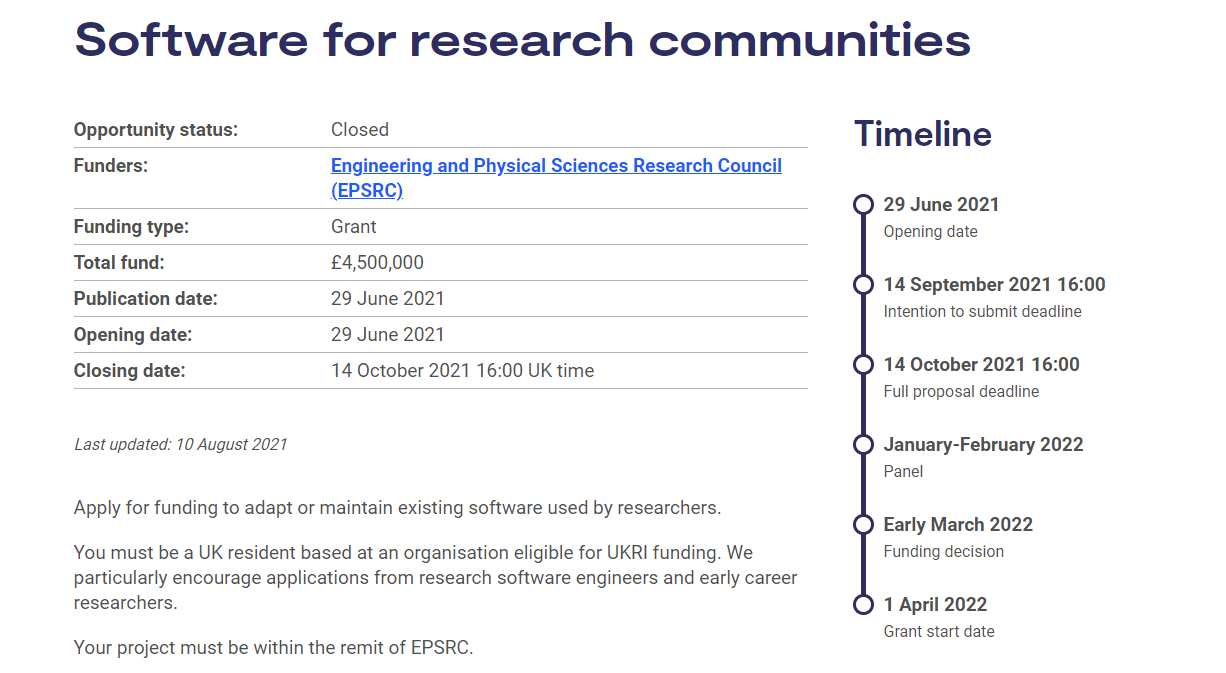 Software for research communities
Opportunity status: Closed
Funders: Engineering and Physical Sciences Research Council
(EPSRC)
Funding type: Grant
Total fund: £4,500,000
Publication date: 29 June 2021
Opening date: 29 June 2021
Closing date: 14 October 2021 16:00 UK time
Last updated: 10 August 2021
Apply for funding to adapt or maintain existing software used by researchers.
You must be a UK resident based at an organisation eligible for UKRI funding. We
particularly encourage applications from research software engineers and early career
researchers.
Your project must be within the remit of EPSRC.
Timeline
29 June 2021
Opening date
14 September 2021 16:00
Intention to submit deadline
14 October 2021 16:00
Full proposal deadline
January-February 2022
Panel
Early March 2022
Funding decision
1 April 2022
Grant start date